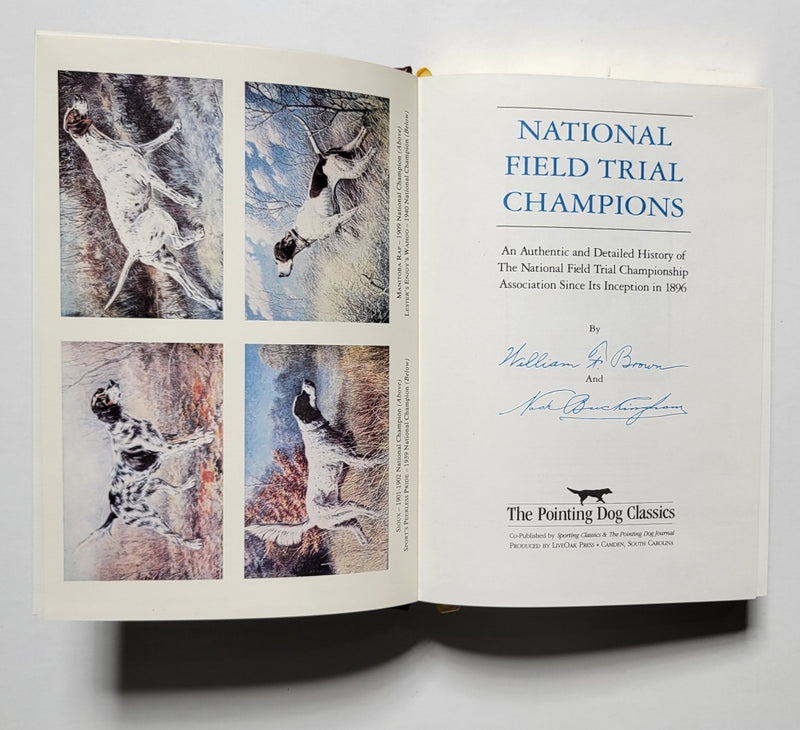 MANITOBA RAP – 1909 National Champion (Above)
LESTER'S ENJOY'S WAHOO – 1940 National Champion (Below)
SIOUX – 1901-1902 National Champion (Above)
SPORT'S PEERLESS PRIDE – 1939 National Champion (Below)
NATIONAL
FIELD TRIAL
CHAMPIONS
An Authentic and Detailed History of
The National Field Trial Championship
Association Since Its Inception in 1896
By
William F. Brown
And
Nash Buckingham
The Pointing Dog Classics
Co-Published by Sporting Classics & The Pointing Dog Journal
PRODUCED BY LIVEOAK PRESS • CAMDEN, SOUTH CAROLINA